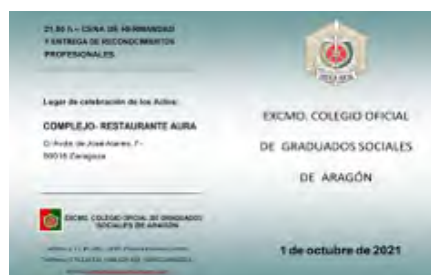 21,00 h.- CENA DE HERMANDAD
Y ENTREGA DE RECONOCIMIENTOS
PROFESIONALES.
Lugar de celebración de los Actos:
COMPLEJO- RESTAURANTE AURA
C/ Avda. de José Atarés, 7-
50018 Zaragoza
EXCMO. COLEGIO OFICIAL DE GRADUADOS
SOCIALES DE ARAGÓN
EXCMO. COLEGIO OFICIAL
DE GRADUADOS SOCIALES
DE ARAGÓN
1 de octubre de 2021